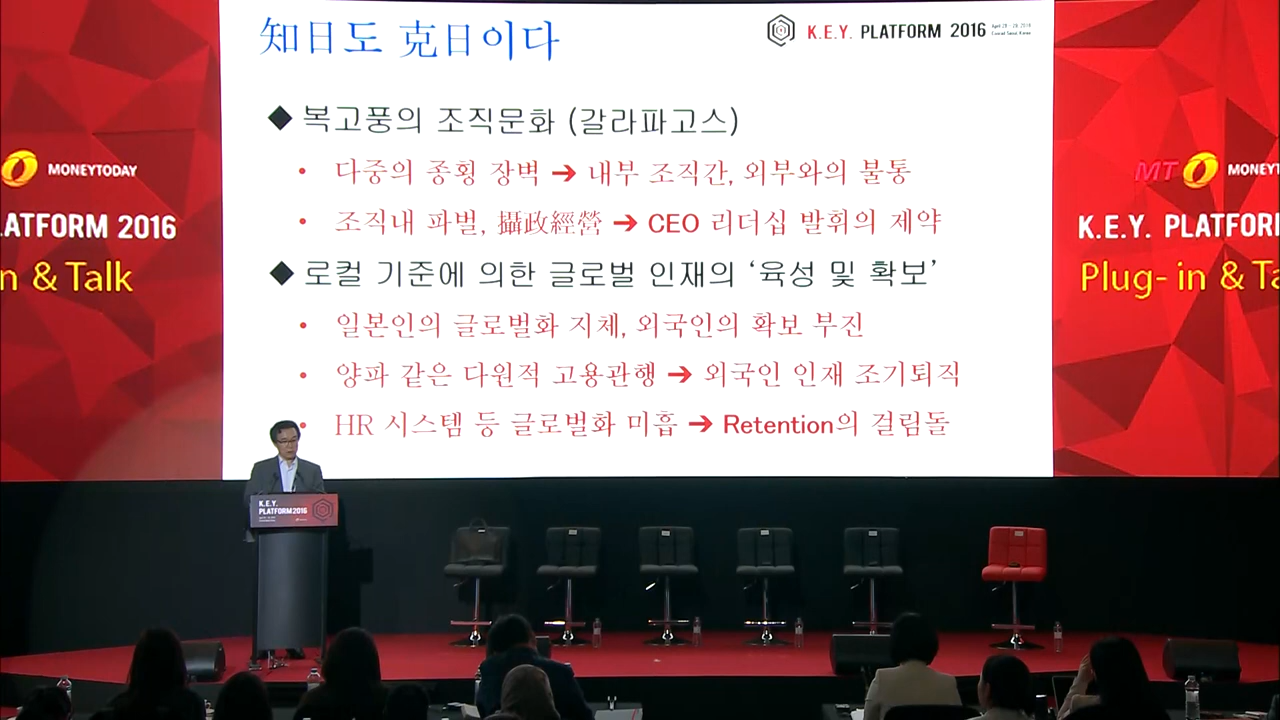 知日도 克日이다
K.E.Y. PLATFORM 2016
◆ 복고풍의 조직문화 (갈라파고스)
• 다중의 종횡 장벽 ➔ 내부 조직간, 외부와의 불통
• 조직내 파벌, 攝政經營 ➔ CEO 리더십 발휘의 제약
◆ 로컬 기준에 의한 글로벌 인재의 ‘육성 및 확보’
• 일본인의 글로벌화 지체, 외국인의 확보 부진
• 양파 같은 다원적 고용관행 ➔ 외국인 인재 조기퇴직
• HR 시스템 등 글로벌화 미흡 ➔ Retention의 걸림돌
MONEYTODAY
LATFORM 2016
n & Talk
MT MONEYT
K.E.Y. PLATFOR
Plug-in & Ta
K.E.Y.
PLATFORM2016